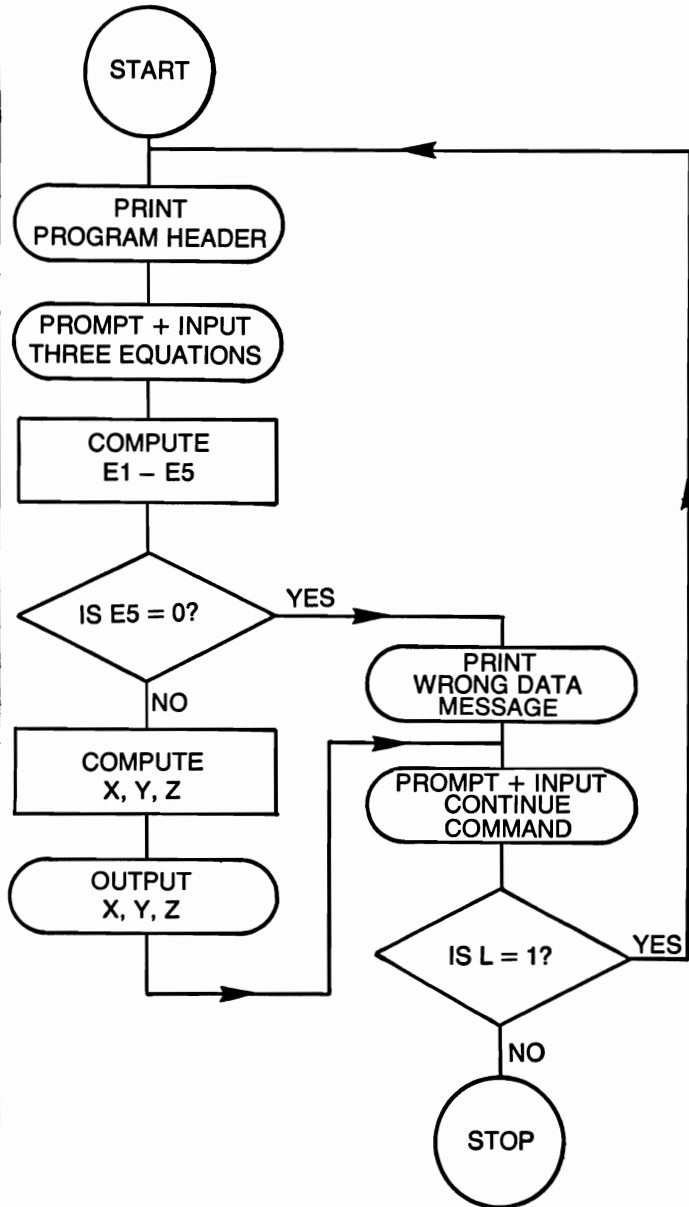 START
PRINT
PROGRAM HEADER
PROMPT + INPUT
THREE EQUATIONS
COMPUTE
E1 – E5
IS E5 = 0?
YES
NO
COMPUTE
X, Y, Z
OUTPUT
X, Y, Z
PRINT
WRONG DATA
MESSAGE
PROMPT + INPUT
CONTINUE
COMMAND
IS L = 1?
YES
NO
STOP